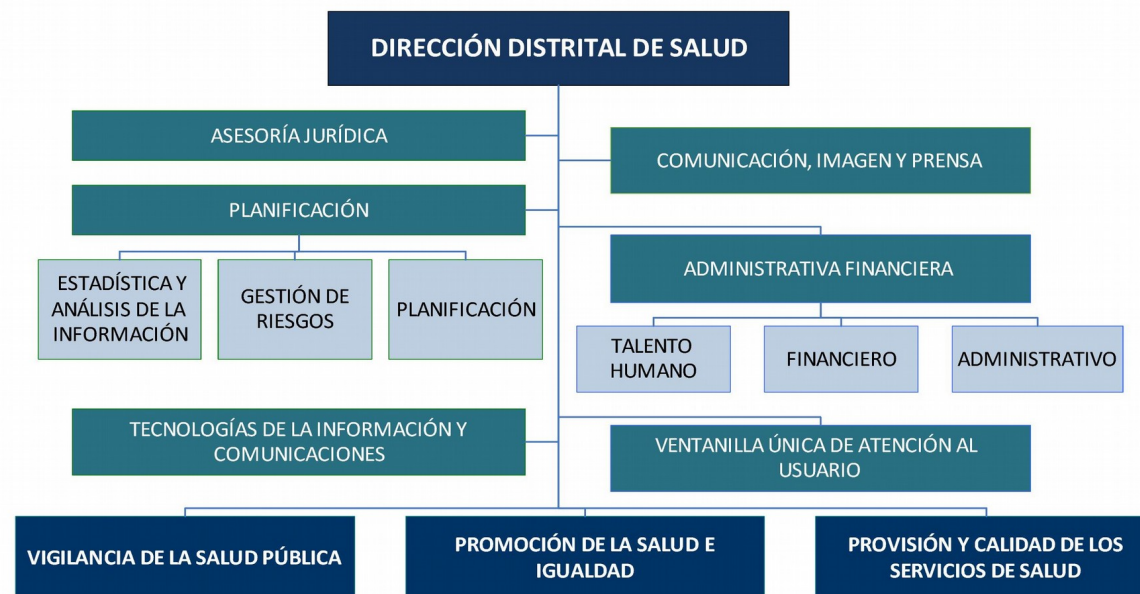 DIRECCIÓN DISTRITAL DE SALUD
ASESORÍA JURÍDICA
COMUNICACIÓN, IMAGEN Y PRENSA
PLANIFICACIÓN
ADMINISTRATIVA FINANCIERA
ESTADÍSTICA Y
ANÁLISIS DE LA
INFORMACIÓN
GESTIÓN DE
RIESGOS
PLANIFICACIÓN
TALENTO
HUMANO
FINANCIERO
ADMINISTRATIVO
TECNOLOGÍAS DE LA INFORMACIÓN Y
COMUNICACIONES
VENTANILLA ÚNICA DE ATENCIÓN AL
USUARIO
VIGILANCIA DE LA SALUD PÚBLICA
PROMOCIÓN DE LA SALUD E
IGUALDAD
PROVISIÓN Y CALIDAD DE LOS
SERVICIOS DE SALUD